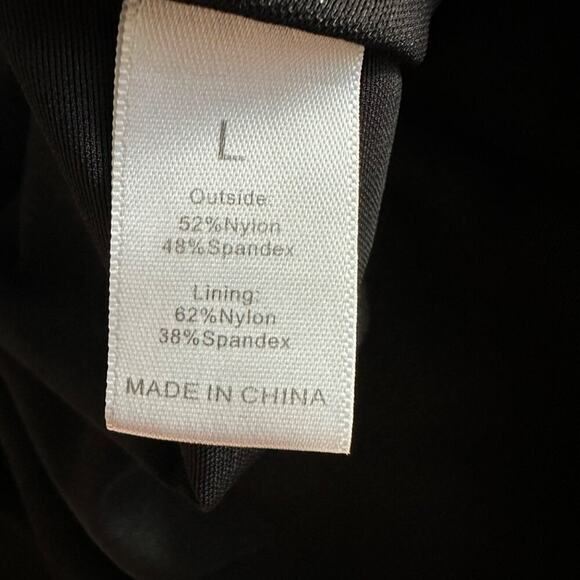 L
Outside:
52%Nylon
48%Spandex
Lining:
62%Nylon
38%Spandex
MADE IN CHINA